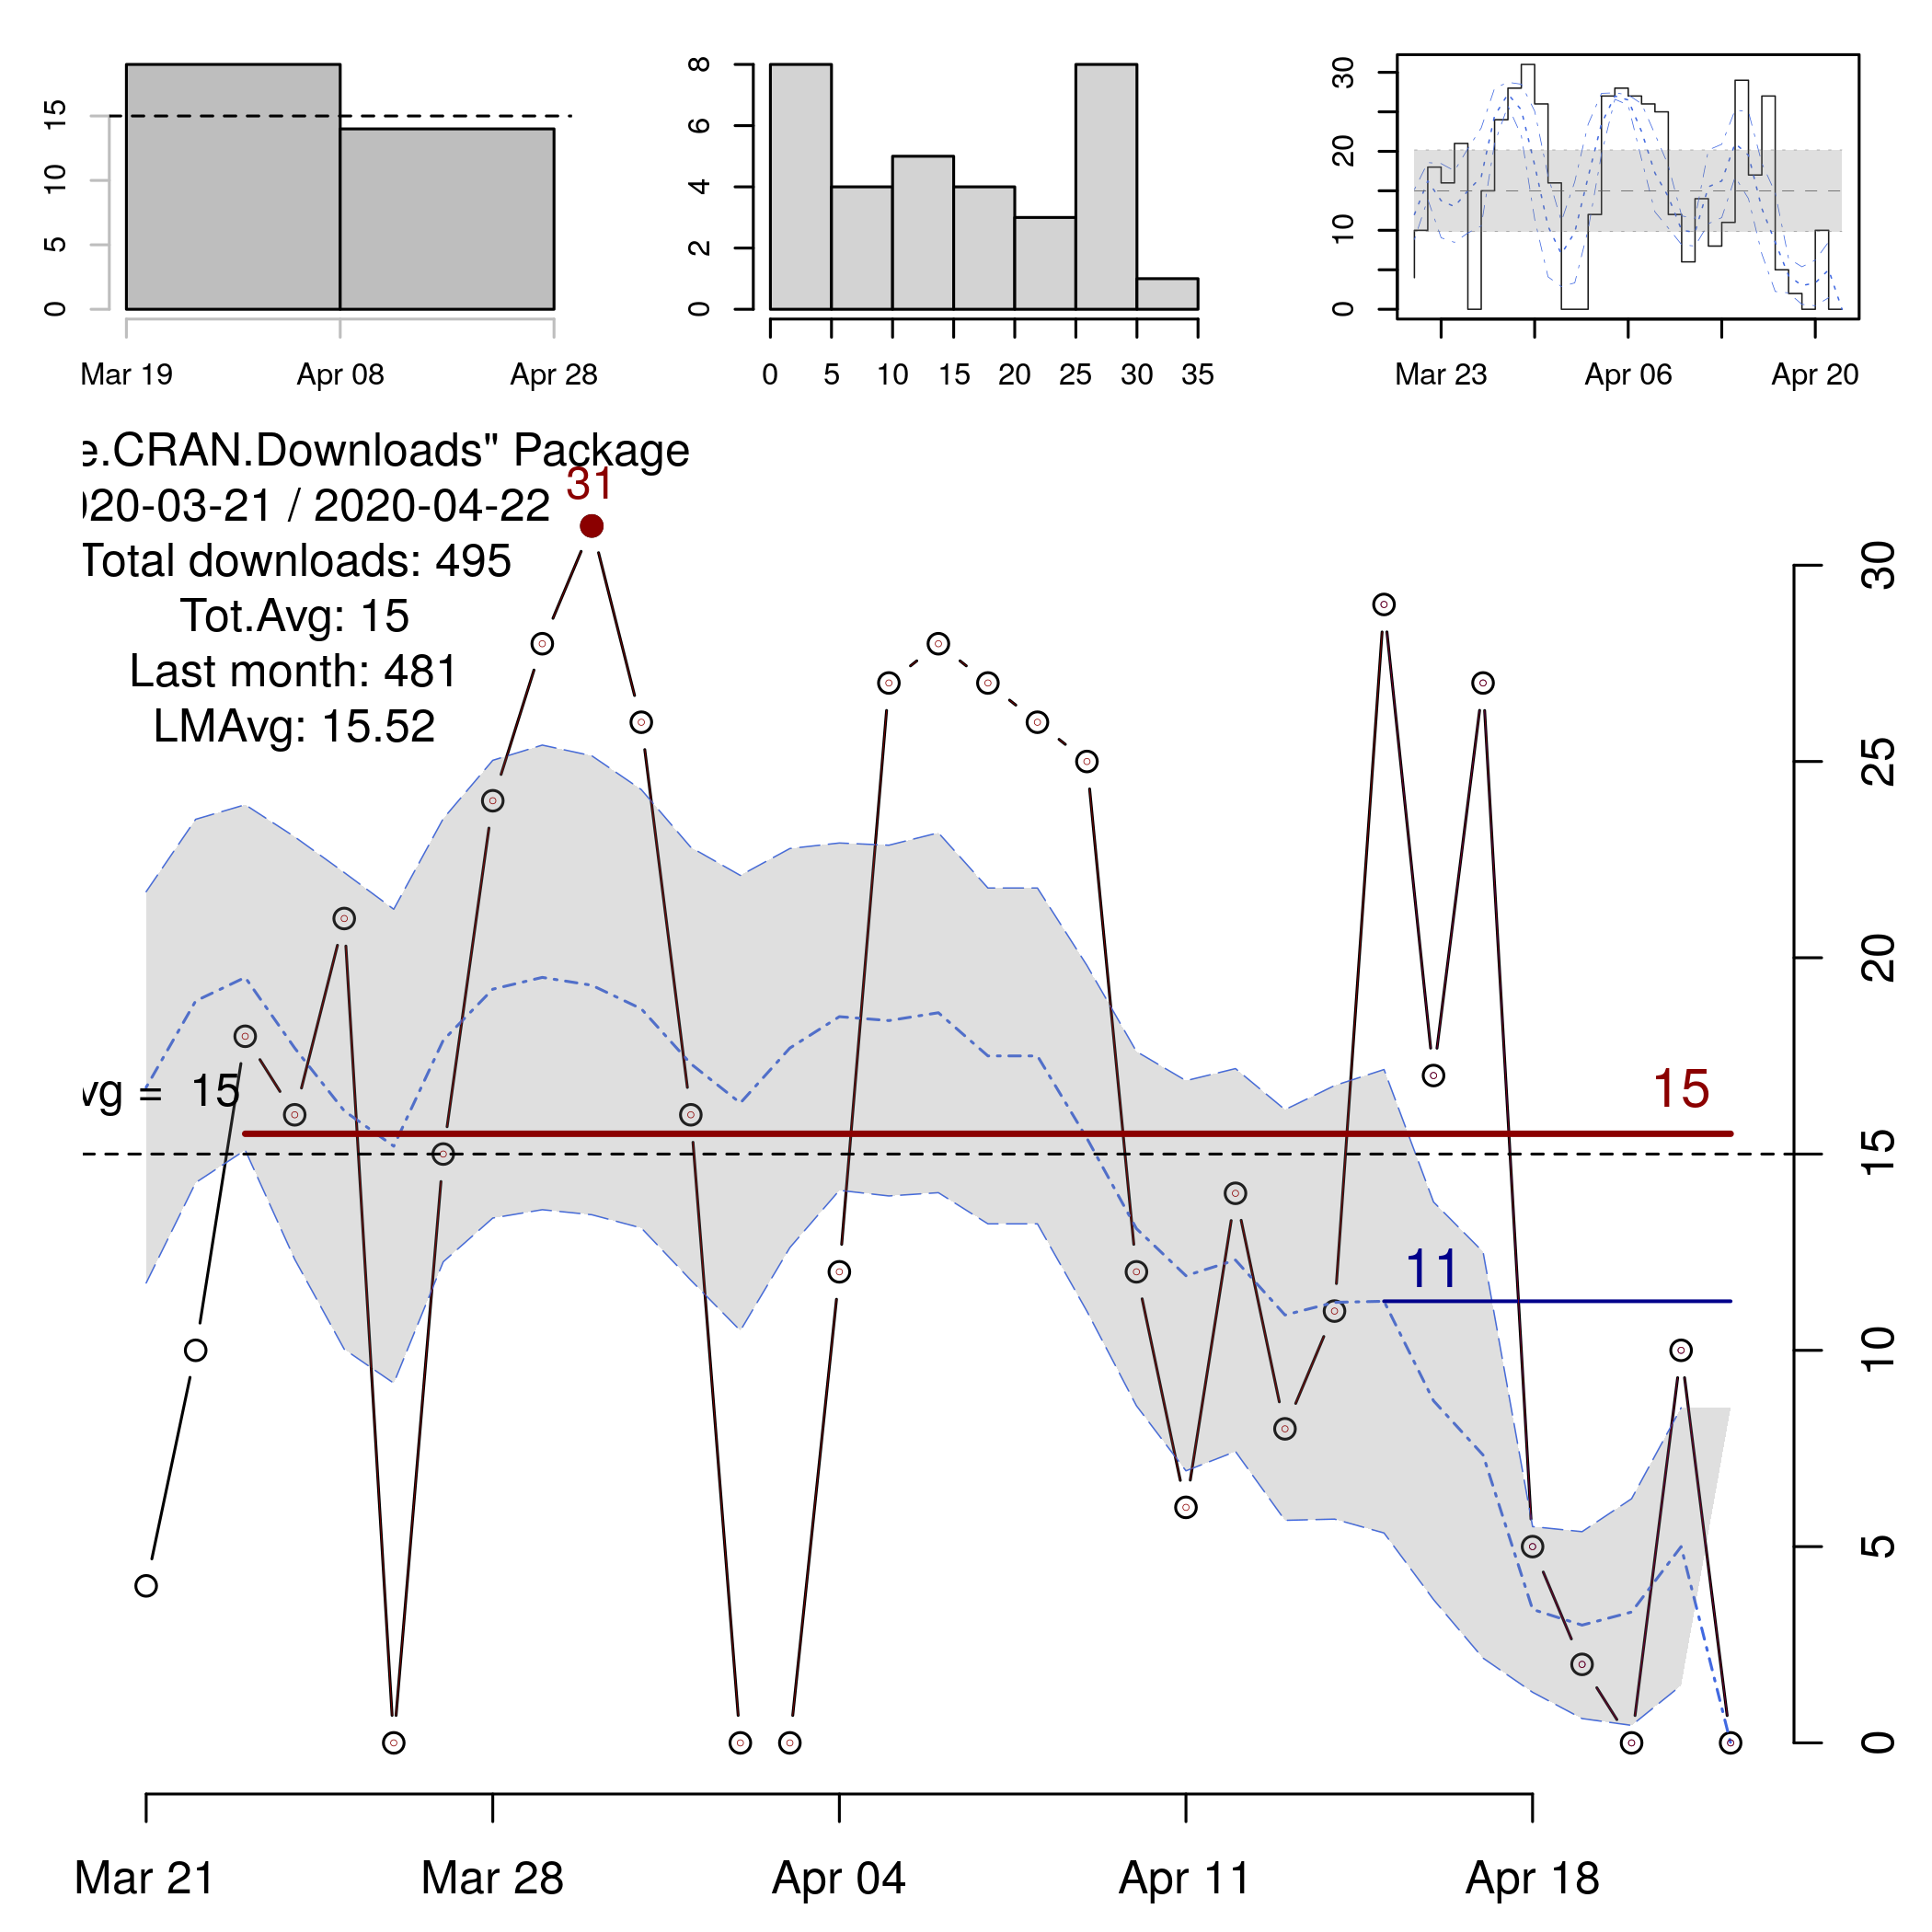 15
10
5
0
Mar 19 Apr 08 Apr 28
8
6
4
2
0
0 5 10 15 20 25 30 35
30
20
10
0
Mar 23 Apr 06 Apr 20
e.CRAN.Downloads" Package
020-03-21 / 2020-04-22
Total downloads: 495
Tot.Avg: 15
Last month: 481
LMAvg: 15.52
31
vg = 15
15
11
30
25
20
15
10
5
0
Mar 21 Mar 28 Apr 04 Apr 11 Apr 18